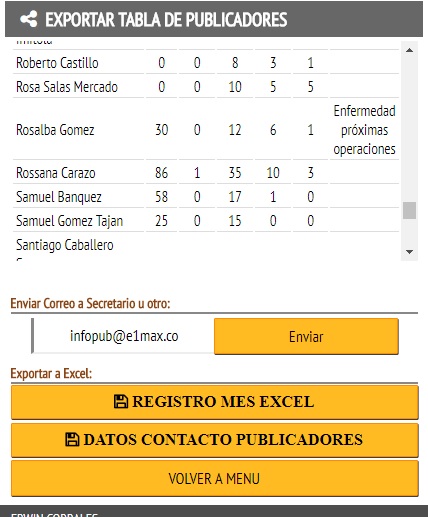 EXPORTAR TABLA DE PUBLICADORES
Roberto Castillo 0 0 8 3 1
Rosa Salas Mercado 0 0 10 5 5
Rosalba Gomez 30 0 12 6 1 Enfermedad próximas operaciones
Rossana Carazo 86 1 35 10 3
Samuel Banquez 58 0 17 1 0
Samuel Gomez Tajan 25 0 15 0 0
Santiago Caballero
Enviar Correo a Secretario u otro:
infopub@e1max.co Enviar
Exportar a Excel:
REGISTRO MES EXCEL
DATOS CONTACTO PUBLICADORES
VOLVER A MENU